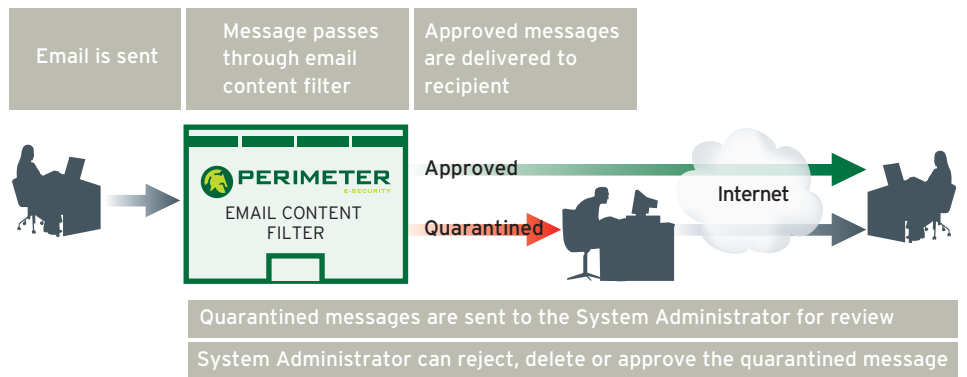 Email is sent
Message passes
through email
content filter
Approved messages
are delivered to
recipient
PERIMETER
E-SECURITY
EMAIL CONTENT
FILTER
Approved
Quarantined
Internet
Quarantined messages are sent to the System Administrator for review
System Administrator can reject, delete or approve the quarantined message